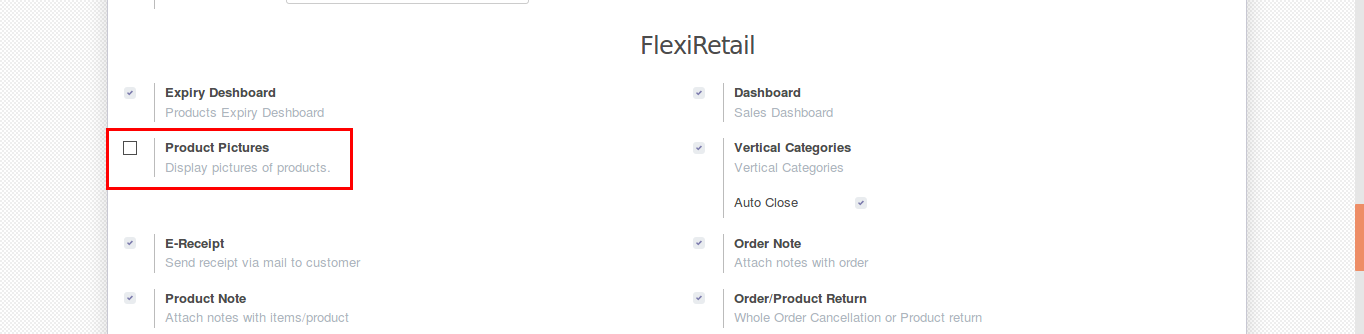 FlexiRetail
Expiry Deshboard
Products Expiry Deshboard
Dashboard
Sales Dashboard
Product Pictures
Display pictures of products.
Vertical Categories
Vertical Categories
Auto Close
E-Receipt
Send receipt via mail to customer
Order Note
Attach notes with order
Product Note
Attach notes with items/product
Order/Product Return
Whole Order Cancellation or Product return